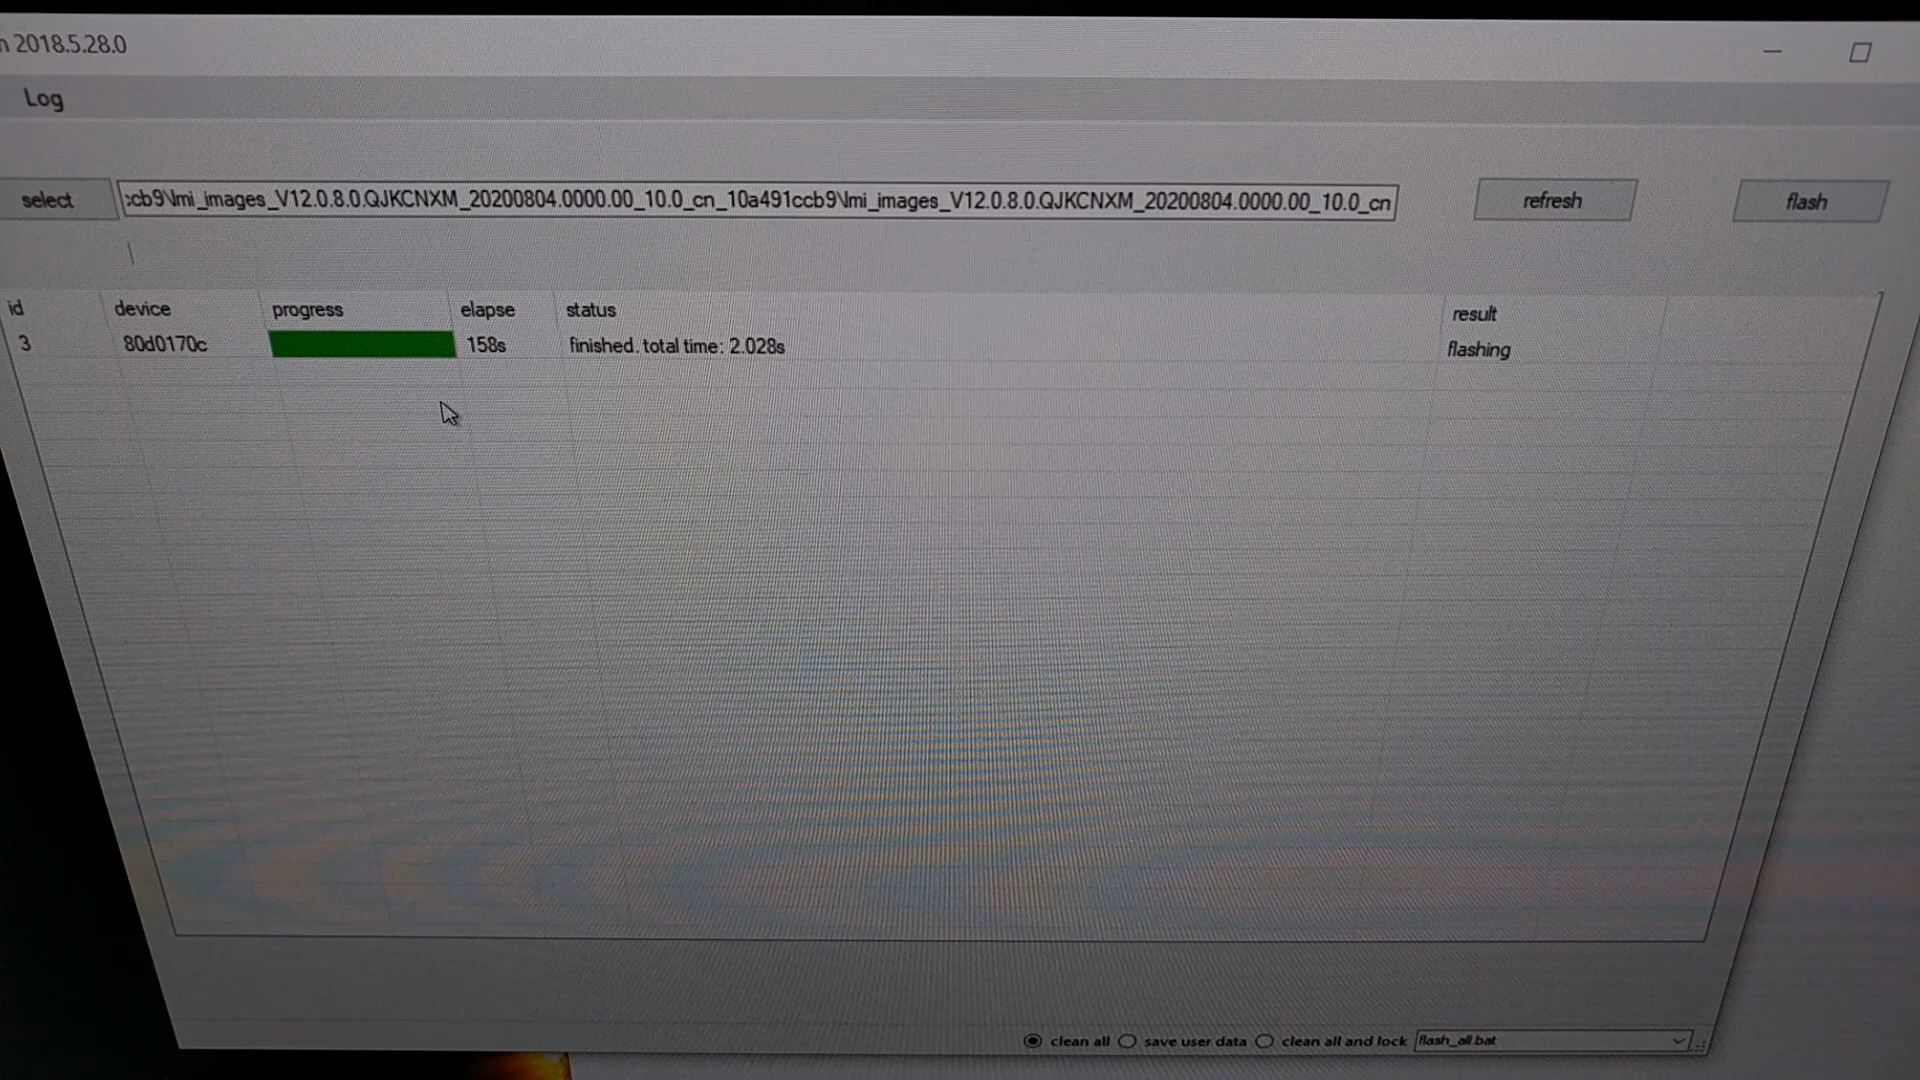 n 2018.5.28.0
Log
select :cb9\lmi_images_V12.0.8.0.QJKCNXM_20200804.0000.00_10.0_cn_10a491ccb9\lmi_images_V12.0.8.0.QJKCNXM_20200804.0000.00_10.0_cn refresh flash
id device progress elapse status result
3 80d0170c 158s finished. total time: 2.028s flashing
clean all save user data clean all and lock flash_all.bat